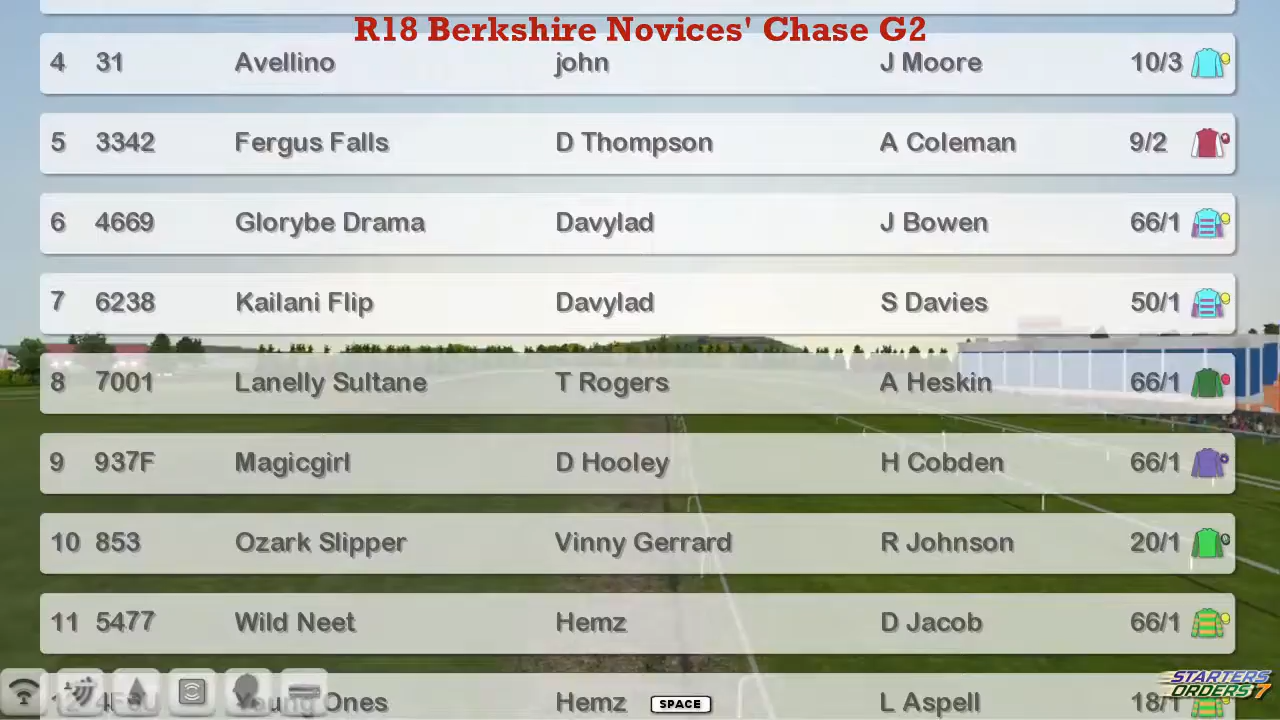 R18 Berkshire Novices' Chase G2
4 31 Avellino john J Moore 10/3
5 3342 Fergus Falls D Thompson A Coleman 9/2
6 4669 Glorybe Drama Davylad J Bowen 66/1
7 6238 Kailani Flip Davylad S Davies 50/1
8 7001 Lanelly Sultane T Rogers A Heskin 66/1
9 937F Magicgirl D Hooley H Cobden 66/1
10 853 Ozark Slipper Vinny Gerrard R Johnson 20/1
11 5477 Wild Neet Hemz D Jacob 66/1
Young Ones Hemz L Aspell 18/1
SPACE
STARTERS
ORDERS 7